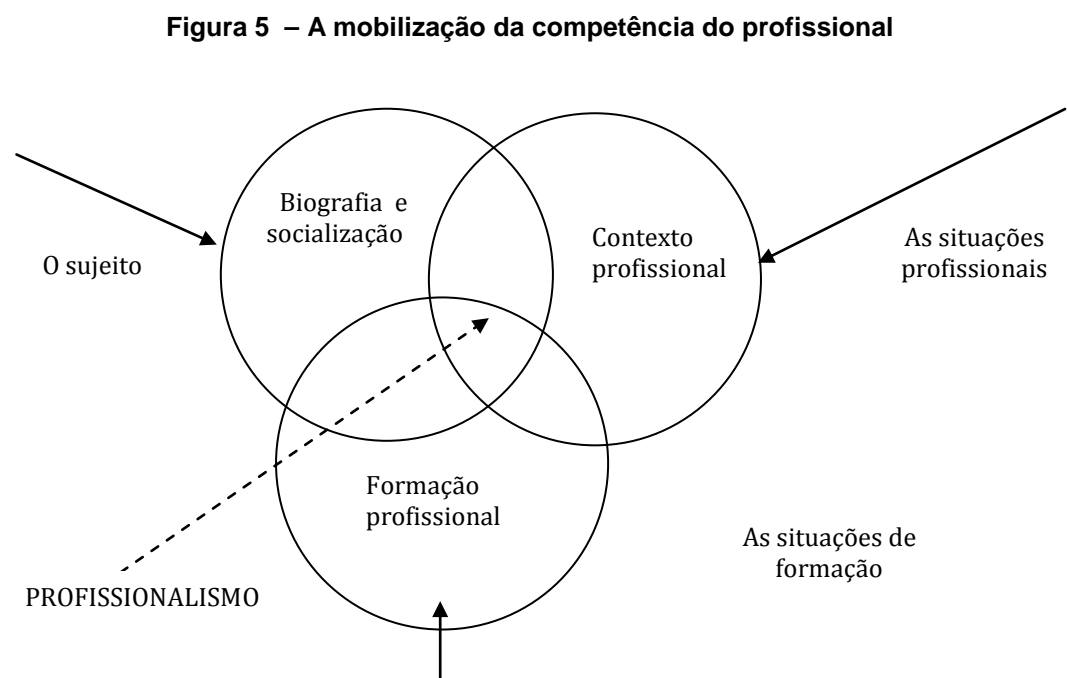 Figura 5 – A mobilização da competência do profissional
Biografia e
socialização
Contexto
profissional
O sujeito
As situações
profissionais
Formação
profissional
As situações de
formação
PROFISSIONALISMO